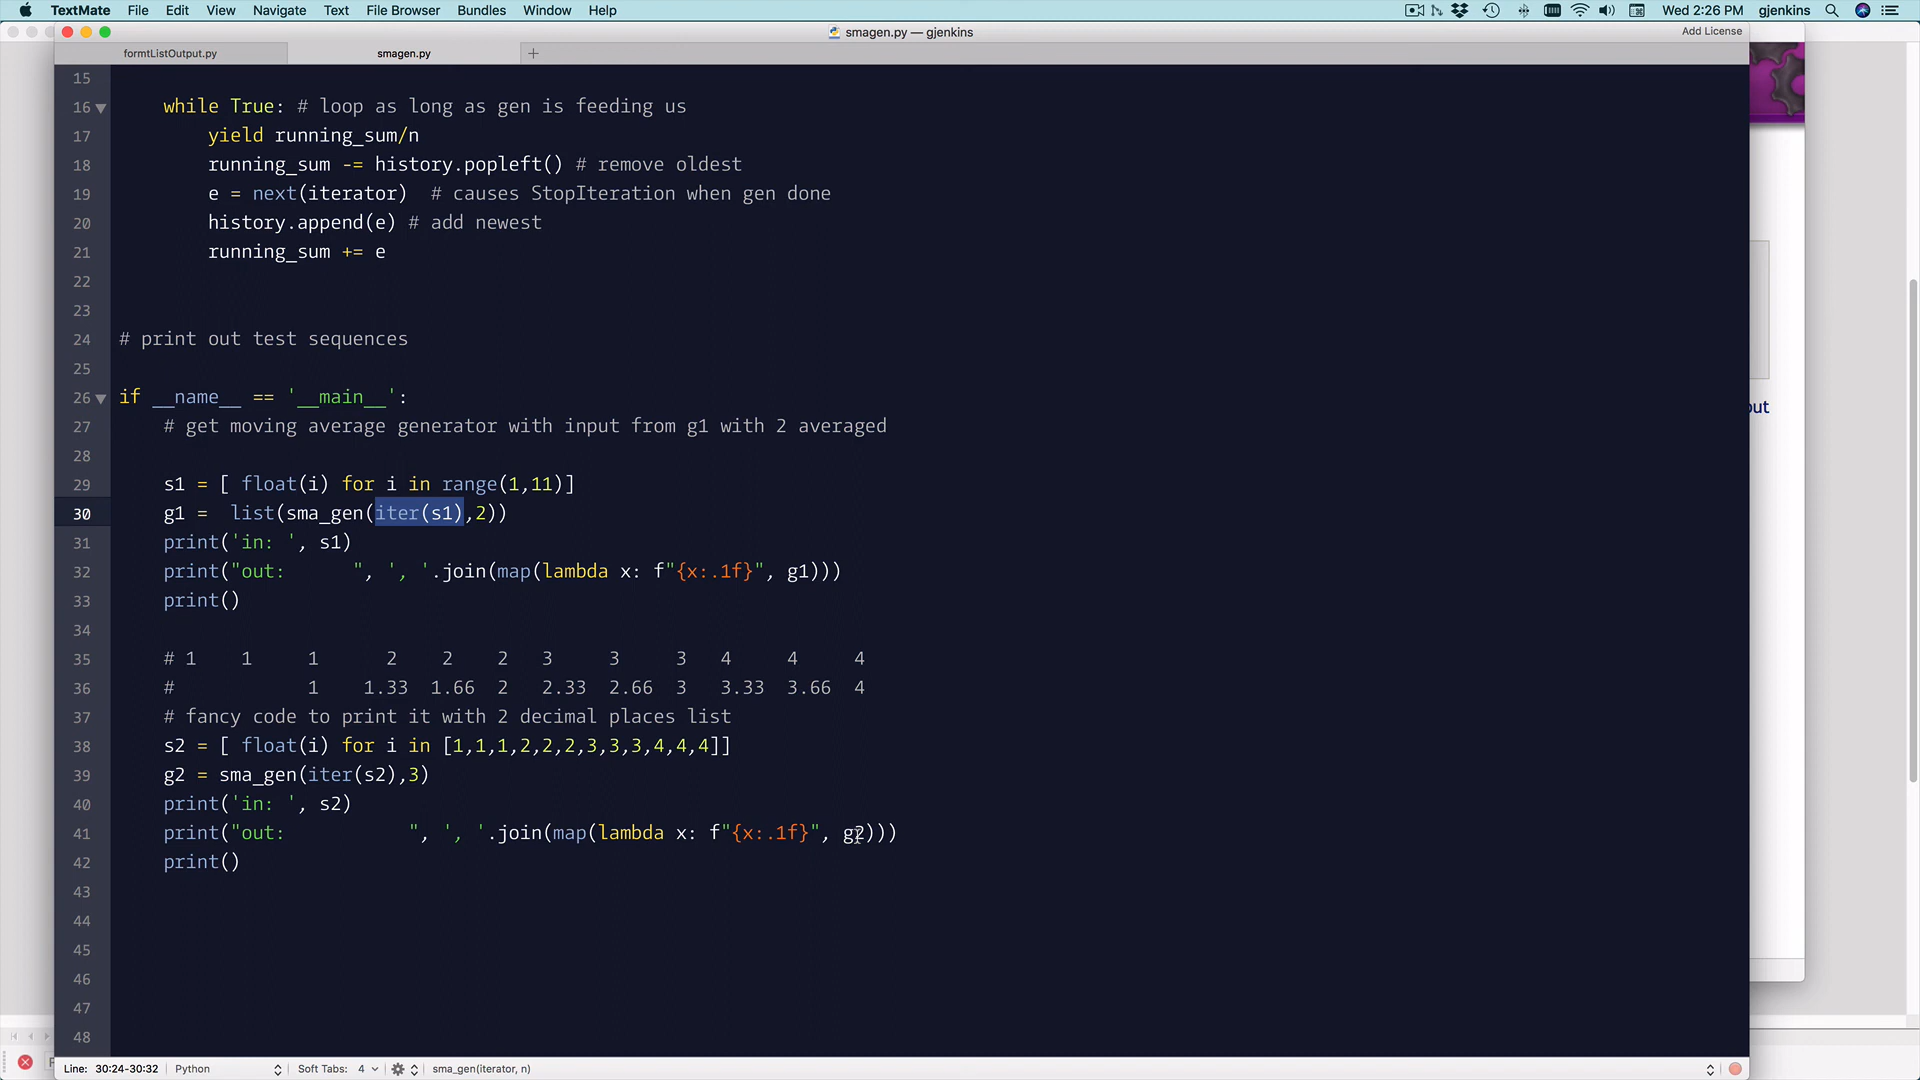 TextMate File Edit View Navigate Text File Browser Bundles Window Help Wed 2:26 PM gjenkins
smagen.py — gjenkins Add License
formtListOutput.py smagen.py +
15
16 while True: # loop as long as gen is feeding us
17 yield running_sum/n
18 running_sum -= history.popleft() # remove oldest
19 e = next(iterator)  # causes StopIteration when gen done
20 history.append(e) # add newest
21 running_sum += e
22
23
24 # print out test sequences
25
26 if __name__ == '__main__':
27 # get moving average generator with input from g1 with 2 averaged
28
29 s1 = [ float(i) for i in range(1,11)]
30 g1 =  list(sma_gen(iter(s1),2))
31 print('in: ', s1)
32 print("out:      ", ', '.join(map(lambda x: f"{x:.1f}", g1)))
33 print()
34
35 # 1    1     1      2    2    2   3     3     3   4     4      4
36 #            1    1.33  1.66  2   2.33  2.66  3   3.33  3.66  4
37 # fancy code to print it with 2 decimal places list
38 s2 = [ float(i) for i in [1,1,1,2,2,2,3,3,3,4,4,4]]
39 g2 = sma_gen(iter(s2),3)
40 print('in: ', s2)
41 print("out:           ", ', '.join(map(lambda x: f"{x:.1f}", g2)))
42 print()
43
44
45
46
47
48
Line: 30:24-30:32 Python Soft Tabs: 4 sma_gen(iterator, n)